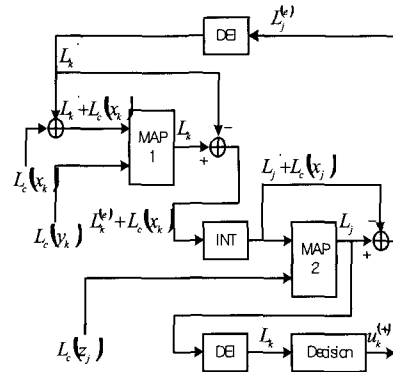 L_j^(e)
DEI
L_k
L_k + L_c(x_k)
MAP 1
L_k
−
+
L_c(x_k)
L_c(y_k)
L_k^(e) + L_c(x_k)
L_j + L_c(x_j)
INT
MAP 2
L_j
−
+
L_c(z_j)
DEI
L_k
Decision
u_k^(+)